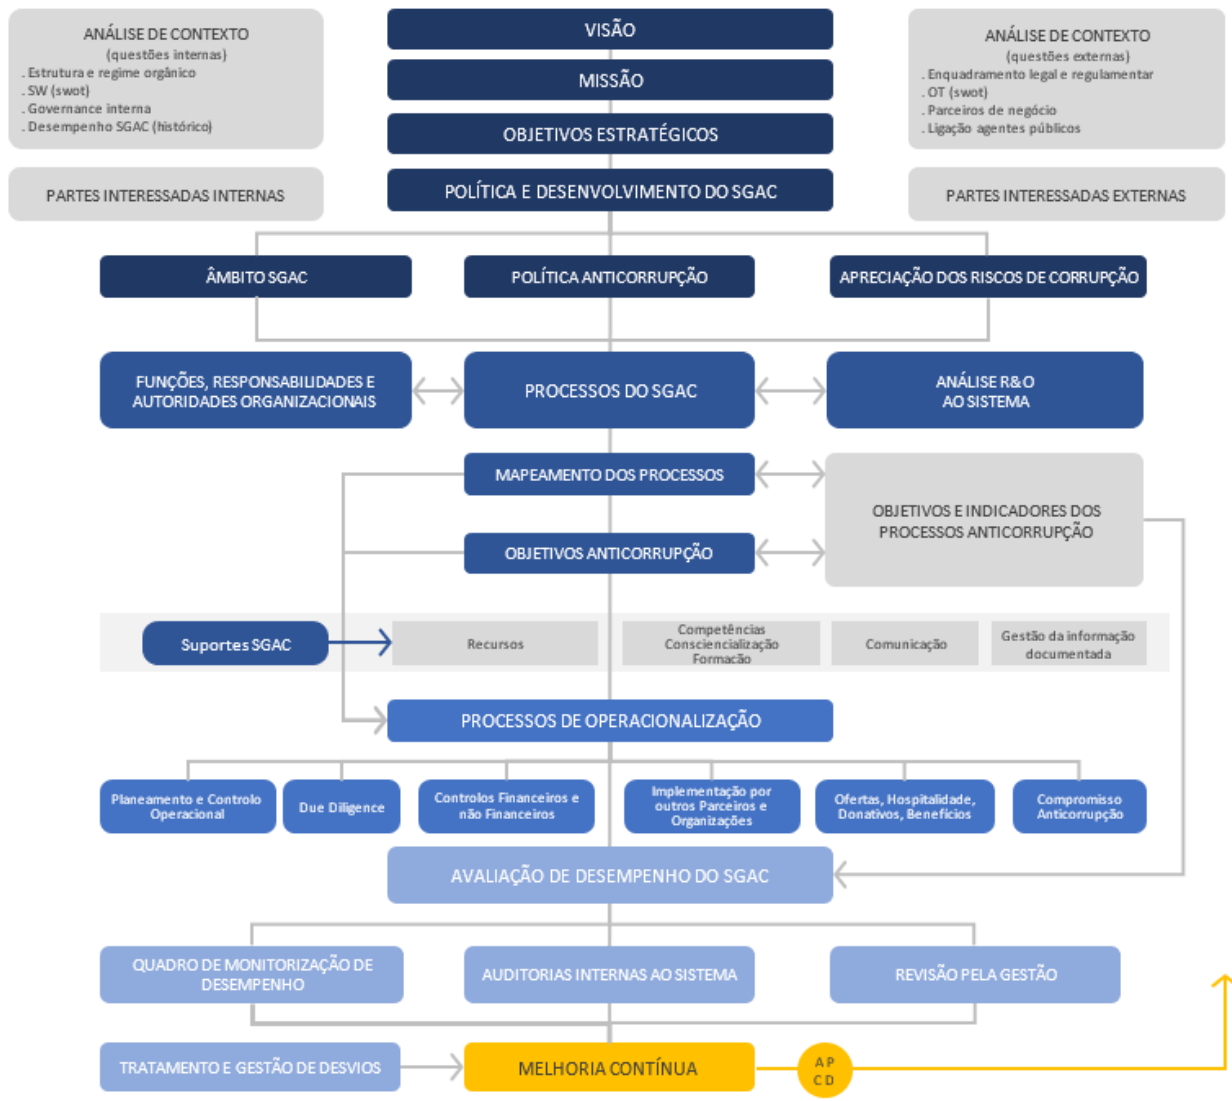 ANÁLISE DE CONTEXTO
(questões internas)
. Estrutura e regime orgânico
. SW (swot)
. Governance interna
. Desempenho SGAC (histórico)
PARTES INTERESSADAS INTERNAS
VISÃO
MISSÃO
OBJETIVOS ESTRATÉGICOS
POLÍTICA E DESENVOLVIMENTO DO SGAC
ANÁLISE DE CONTEXTO
(questões externas)
. Enquadramento legal e regulamentar
. OT (swot)
. Parceiros de negócio
. Ligação agentes públicos
PARTES INTERESSADAS EXTERNAS
ÂMBITO SGAC
POLÍTICA ANTICORRUPÇÃO
APRECIAÇÃO DOS RISCOS DE CORRUPÇÃO
FUNÇÕES, RESPONSABILIDADES E
AUTORIDADES ORGANIZACIONAIS
PROCESSOS DO SGAC
ANÁLISE R&O
AO SISTEMA
MAPEAMENTO DOS PROCESSOS
OBJETIVOS ANTICORRUPÇÃO
OBJETIVOS E INDICADORES DOS
PROCESSOS ANTICORRUPÇÃO
Suportes SGAC
Recursos
Competências
Consciencialização
Formacão
Comunicação
Gestão da informação
documentada
PROCESSOS DE OPERACIONALIZAÇÃO
Planeamento e Controlo
Operacional
Due Diligence
Controlos Financeiros e
não Financeiros
Implementação por
outros Parceiros e
Organizações
Ofertas, Hospitalidade,
Donativos, Benefícios
Compromisso
Anticorrupção
AVALIAÇÃO DE DESEMPENHO DO SGAC
QUADRO DE MONITORIZAÇÃO DE
DESEMPENHO
AUDITORIAS INTERNAS AO SISTEMA
REVISÃO PELA GESTÃO
TRATAMENTO E GESTÃO DE DESVIOS
MELHORIA CONTÍNUA
A P
C D